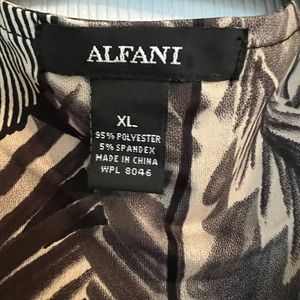 ALFANI
XL
95% POLYESTER
5% SPANDEX
MADE IN CHINA
WPL 8046